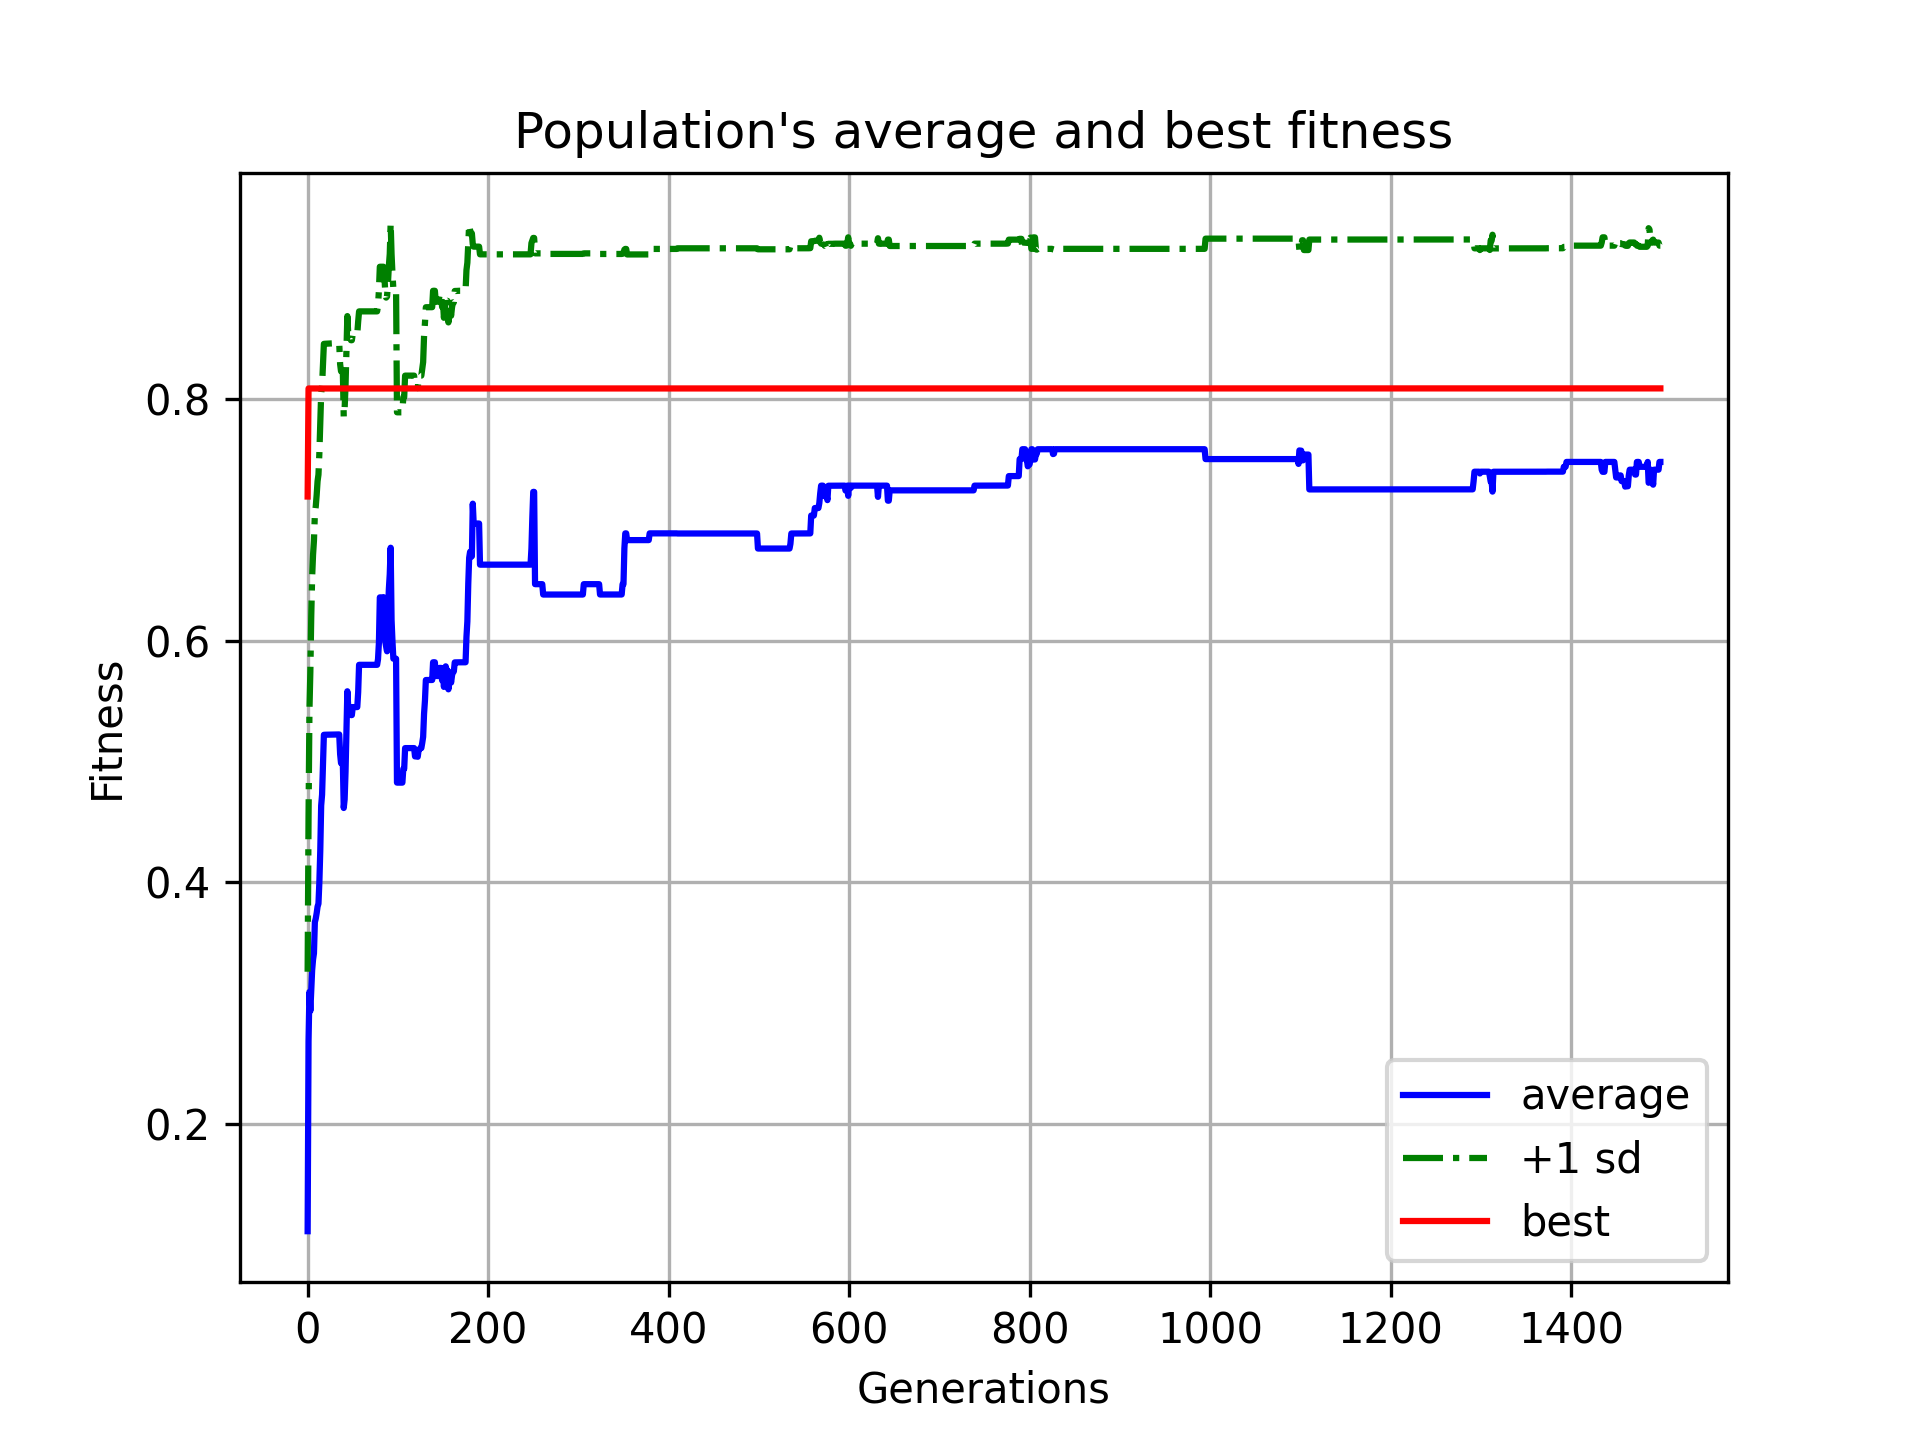 Population's average and best fitness
0.8
0.6
0.4
0.2
Fitness
0 200 400 600 800 1000 1200 1400
Generations
average
+1 sd
best